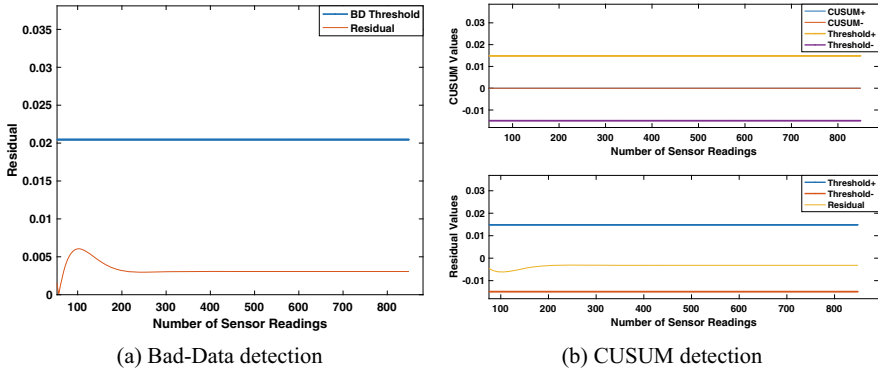 BD Threshold
Residual
0.035
0.03
0.025
0.02
0.015
0.01
0.005
0
Residual
100 200 300 400 500 600 700 800
Number of Sensor Readings
(a) Bad-Data detection
CUSUM+
CUSUM-
Threshold+
Threshold-
0.03
0.02
0.01
0
-0.01
CUSUM Values
100 200 300 400 500 600 700 800
Number of Sensor Readings
Threshold+
Threshold-
Residual
0.03
0.02
0.01
0
-0.01
Residual Values
100 200 300 400 500 600 700 800
Number of Sensor Readings
(b) CUSUM detection